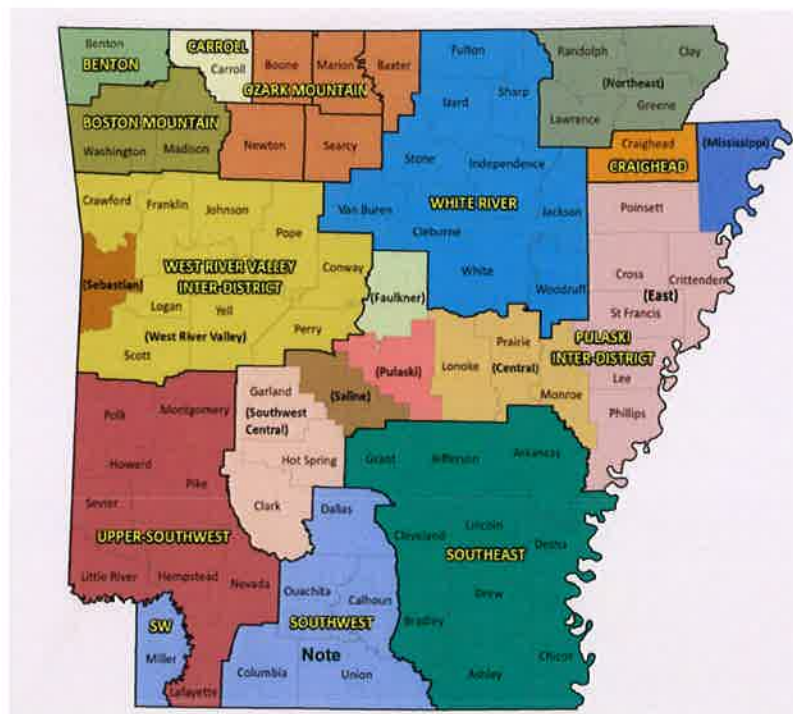 Benton
BENTON
CARROLL
Carroll
Boone
Marion
Baxter
OZARK MOUNTAIN
Newton
Searcy
BOSTON MOUNTAIN
Washington
Madison
Fulton
Sharp
Izard
Stone
Independence
Van Buren
WHITE RIVER
Jackson
Cleburne
White
Woodruff
Randolph
Clay
(Northeast)
Greene
Lawrence
Craighead
CRAIGHEAD
(Mississippi)
Crawford
Franklin
Johnson
Pope
(Sebastian)
WEST RIVER VALLEY
INTER-DISTRICT
Conway
Logan
Yell
(West River Valley)
Perry
Scott
(Faulkner)
Poinsett
Cross
Crittenden
(East)
St Francis
PULASKI
INTER-DISTRICT
Lee
Phillips
Prairie
Lonoke
(Central)
Monroe
(Pulaski)
(Saline)
Garland
(Southwest
Central)
Hot Spring
Clark
Polk
Montgomery
Howard
Pike
Sevier
UPPER-SOUTHWEST
Little River
Hempstead
Nevada
SW
Miller
Lafayette
Dallas
Ouachita
Calhoun
SOUTHWEST
Note
Columbia
Union
Grant
Jefferson
Arkansas
Cleveland
Lincoln
Desha
SOUTHEAST
Drew
Bradley
Chicot
Ashley